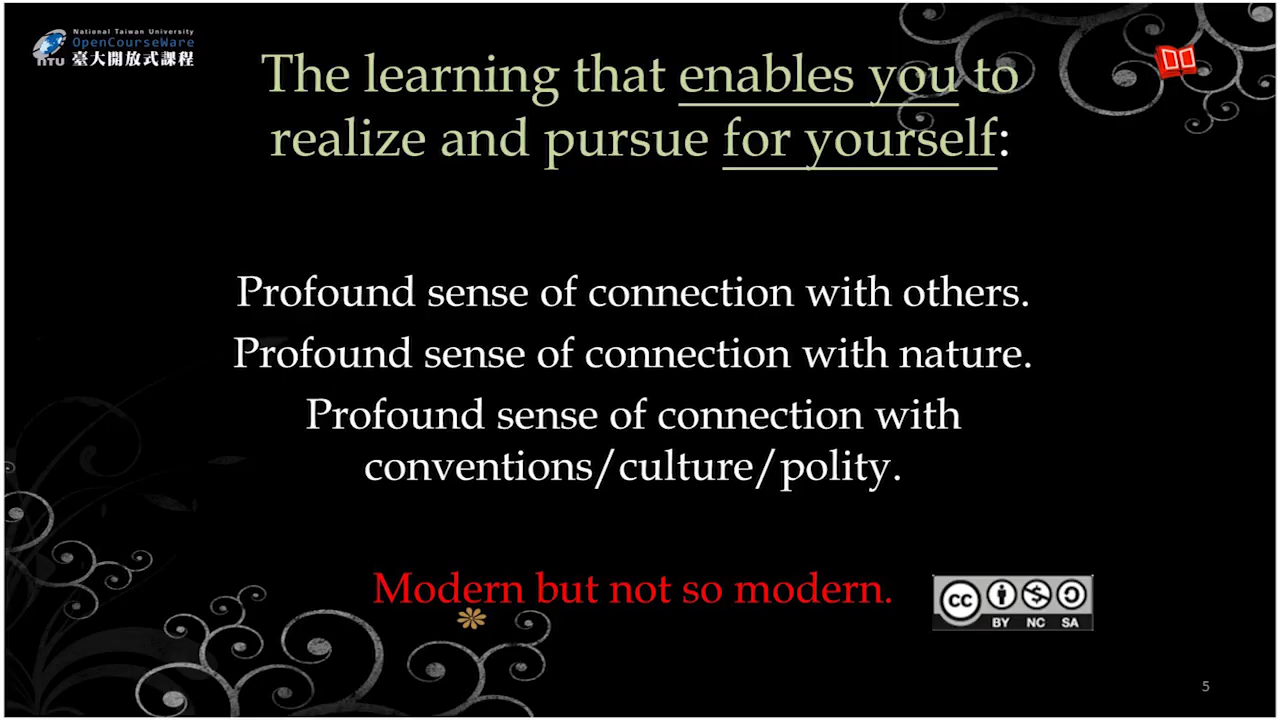 National Taiwan University
OpenCourseWare
NTU 臺大開放式課程
The learning that enables you to
realize and pursue for yourself:
Profound sense of connection with others.
Profound sense of connection with nature.
Profound sense of connection with
conventions/culture/polity.
Modern but not so modern.
cc
BY NC SA
5